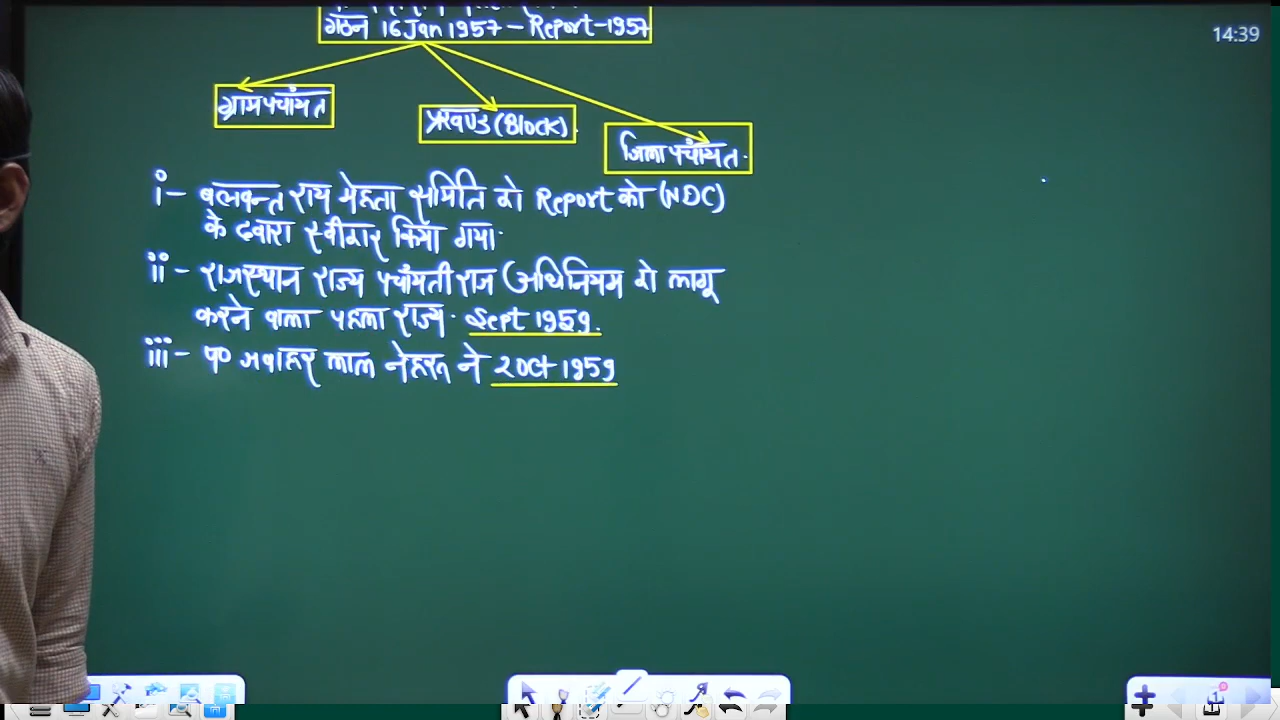 गठन 16 Jan 1957 – Report-1957
14:39
ग्राम पंचायत
प्रखण्ड (Block)
जिला पंचायत
i – बलवन्त राय मेहता समिति की Report को (NDC)
के द्वारा स्वीकार किया गया
ii – राजस्थान राज्य पंचायती राज अधिनियम को लागू
करने वाला पहला राज्य. Sept 1959.
iii – पं० जवाहर लाल नेहरू ने 2 Oct 1959